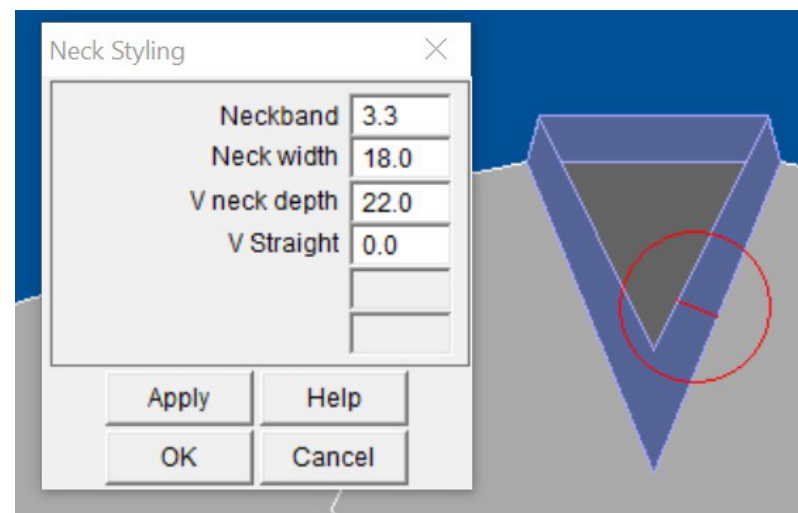 Neck Styling
Neckband 3.3
Neck width 18.0
V neck depth 22.0
V Straight 0.0
Apply Help
OK Cancel